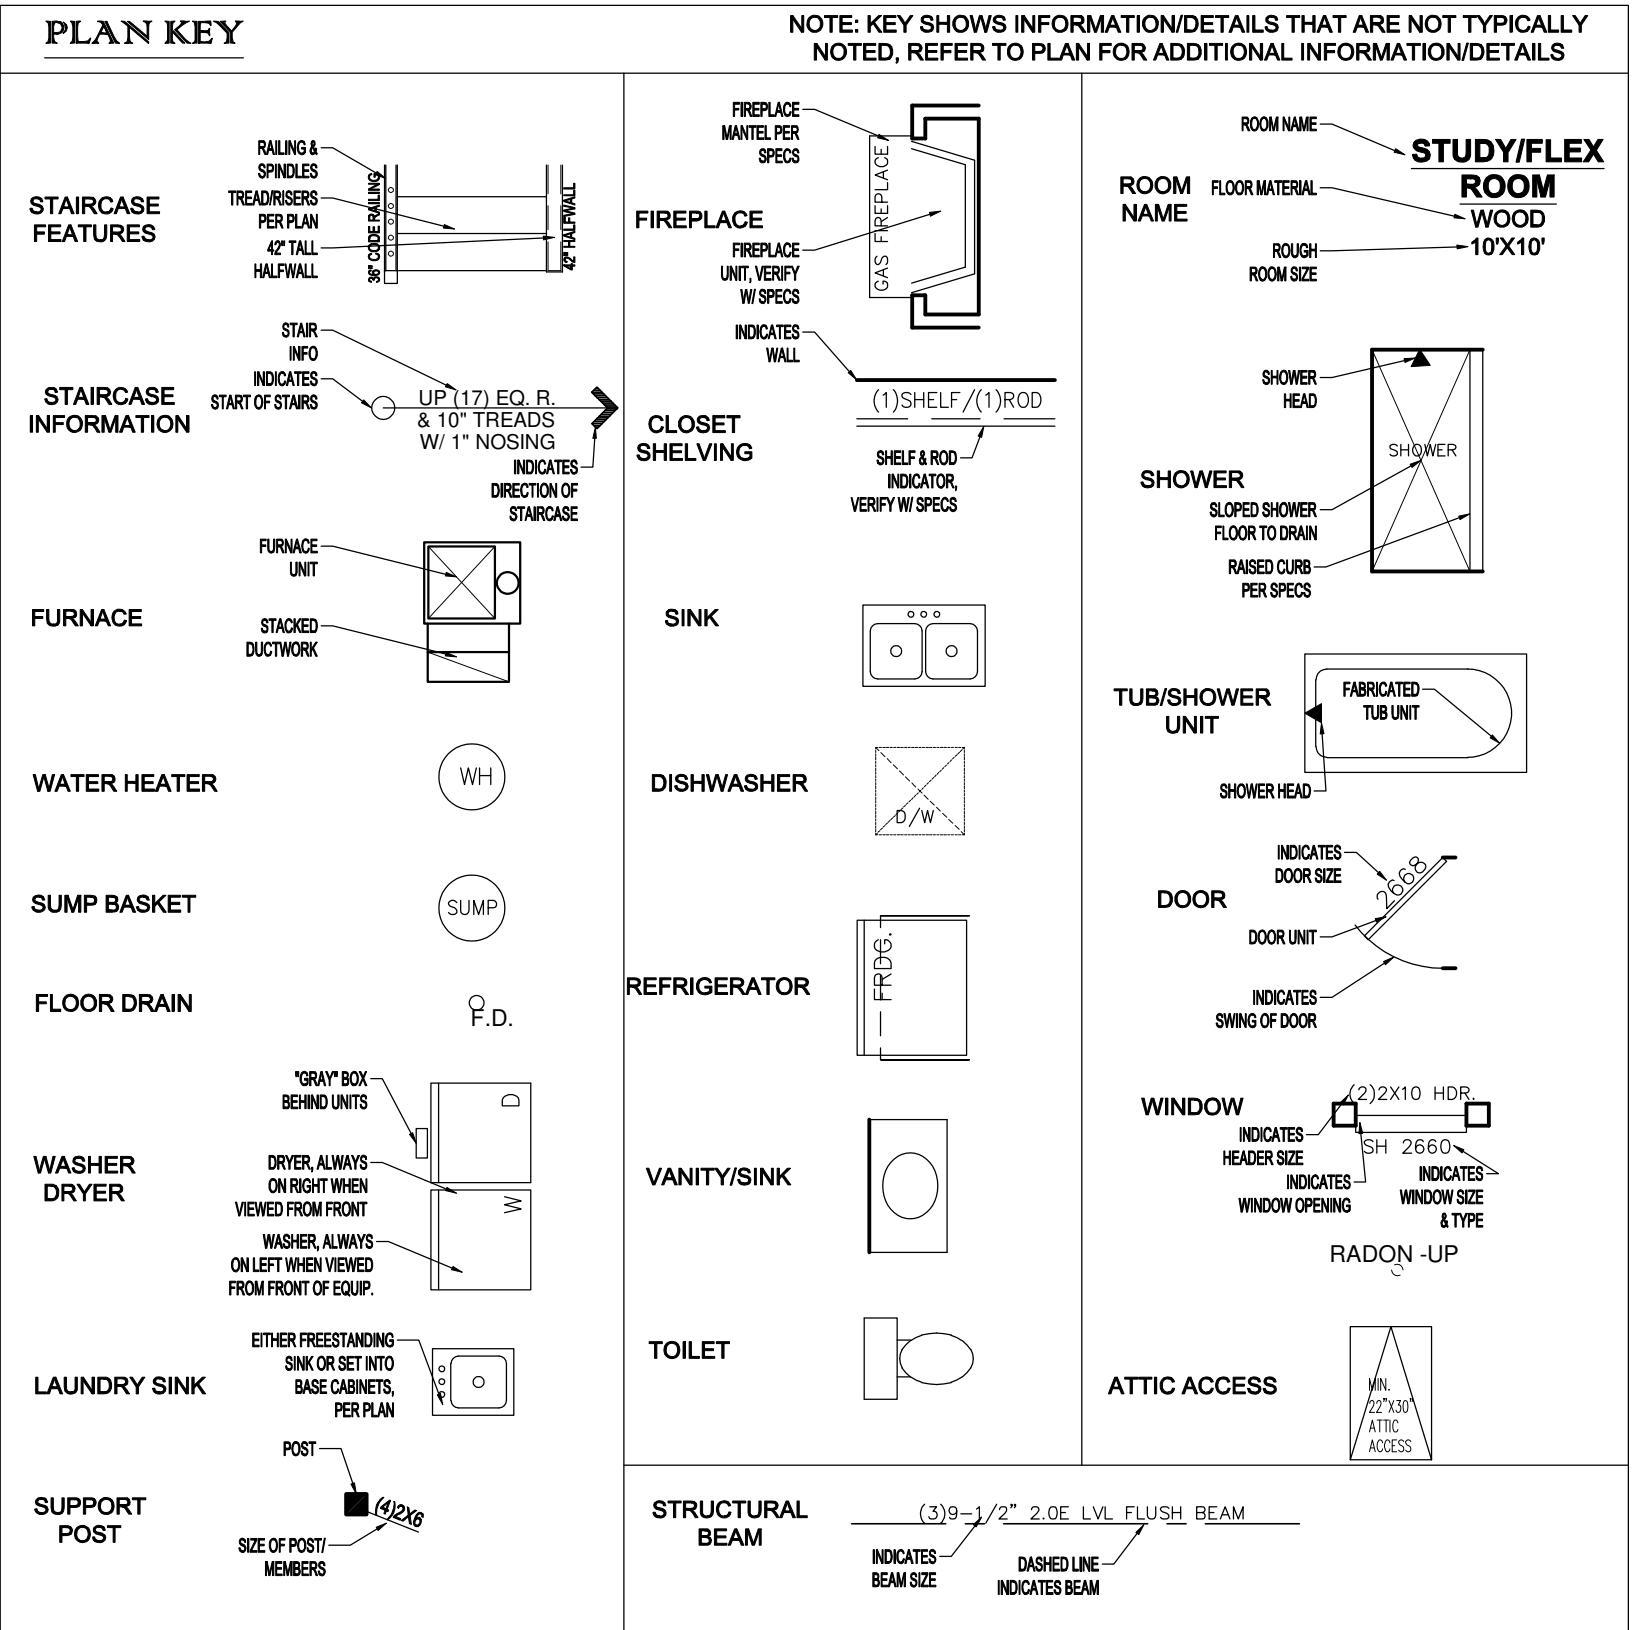 PLAN KEY
NOTE: KEY SHOWS INFORMATION/DETAILS THAT ARE NOT TYPICALLY
NOTED, REFER TO PLAN FOR ADDITIONAL INFORMATION/DETAILS
STAIRCASE
FEATURES
RAILING &
SPINDLES
TREAD/RISERS
PER PLAN
42" TALL
HALFWALL
36" CODE RAILING
42" HALFWALL
STAIRCASE
INFORMATION
STAIR
INFO
INDICATES
START OF STAIRS
UP (17) EQ. R.
& 10" TREADS
W/ 1" NOSING
INDICATES
DIRECTION OF
STAIRCASE
FURNACE
FURNACE
UNIT
STACKED
DUCTWORK
WATER HEATER
WH
SUMP BASKET
SUMP
FLOOR DRAIN
F.D.
WASHER
DRYER
"GRAY" BOX
BEHIND UNITS
DRYER, ALWAYS
ON RIGHT WHEN
VIEWED FROM FRONT
WASHER, ALWAYS
ON LEFT WHEN VIEWED
FROM FRONT OF EQUIP.
D
W
LAUNDRY SINK
EITHER FREESTANDING
SINK OR SET INTO
BASE CABINETS,
PER PLAN
SUPPORT
POST
POST
(4)2X6
SIZE OF POST/
MEMBERS
FIREPLACE
FIREPLACE
MANTEL PER
SPECS
FIREPLACE
UNIT, VERIFY
W/ SPECS
GAS FIREPLACE
CLOSET
SHELVING
INDICATES
WALL
(1)SHELF/(1)ROD
SHELF & ROD
INDICATOR,
VERIFY W/ SPECS
SINK
DISHWASHER
D/W
REFRIGERATOR
FRDG.
VANITY/SINK
TOILET
ROOM
NAME
ROOM NAME
FLOOR MATERIAL
ROUGH
ROOM SIZE
STUDY/FLEX
ROOM
WOOD
10'X10'
SHOWER
SHOWER
HEAD
SHOWER
SLOPED SHOWER
FLOOR TO DRAIN
RAISED CURB
PER SPECS
TUB/SHOWER
UNIT
FABRICATED
TUB UNIT
SHOWER HEAD
DOOR
INDICATES
DOOR SIZE
2668
DOOR UNIT
INDICATES
SWING OF DOOR
WINDOW
(2)2X10 HDR.
INDICATES
HEADER SIZE
SH 2660
INDICATES
WINDOW OPENING
INDICATES
WINDOW SIZE
& TYPE
RADON -UP
ATTIC ACCESS
MIN.
22"X30"
ATTIC
ACCESS
STRUCTURAL
BEAM
(3)9-1/2" 2.0E LVL FLUSH BEAM
INDICATES
BEAM SIZE
DASHED LINE
INDICATES BEAM